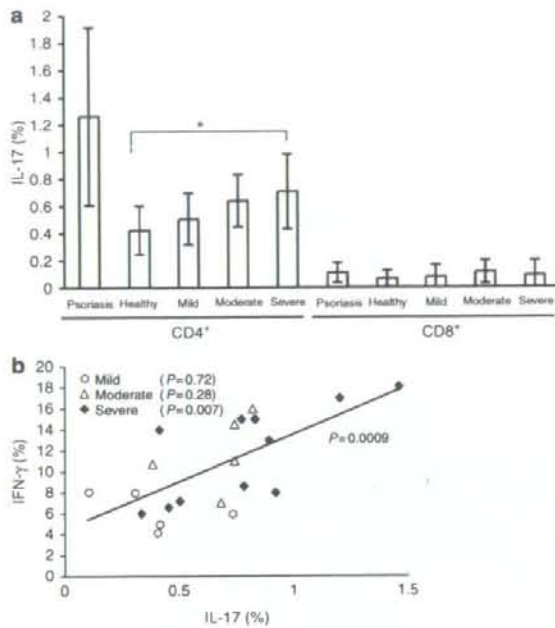 a
2
1.8
1.6
1.4
1.2
1
0.8
0.6
0.4
0.2
0
IL-17 (%)
*
Psoriasis Healthy Mild Moderate Severe Psoriasis Healthy Mild Moderate Severe
CD4⁺ CD8⁺
b
○ Mild (P=0.72)
△ Moderate (P=0.28)
◆ Severe (P=0.007)
P=0.0009
20
18
16
14
12
10
8
6
4
2
0
IFN-γ (%)
0 0.5 1 1.5
IL-17 (%)